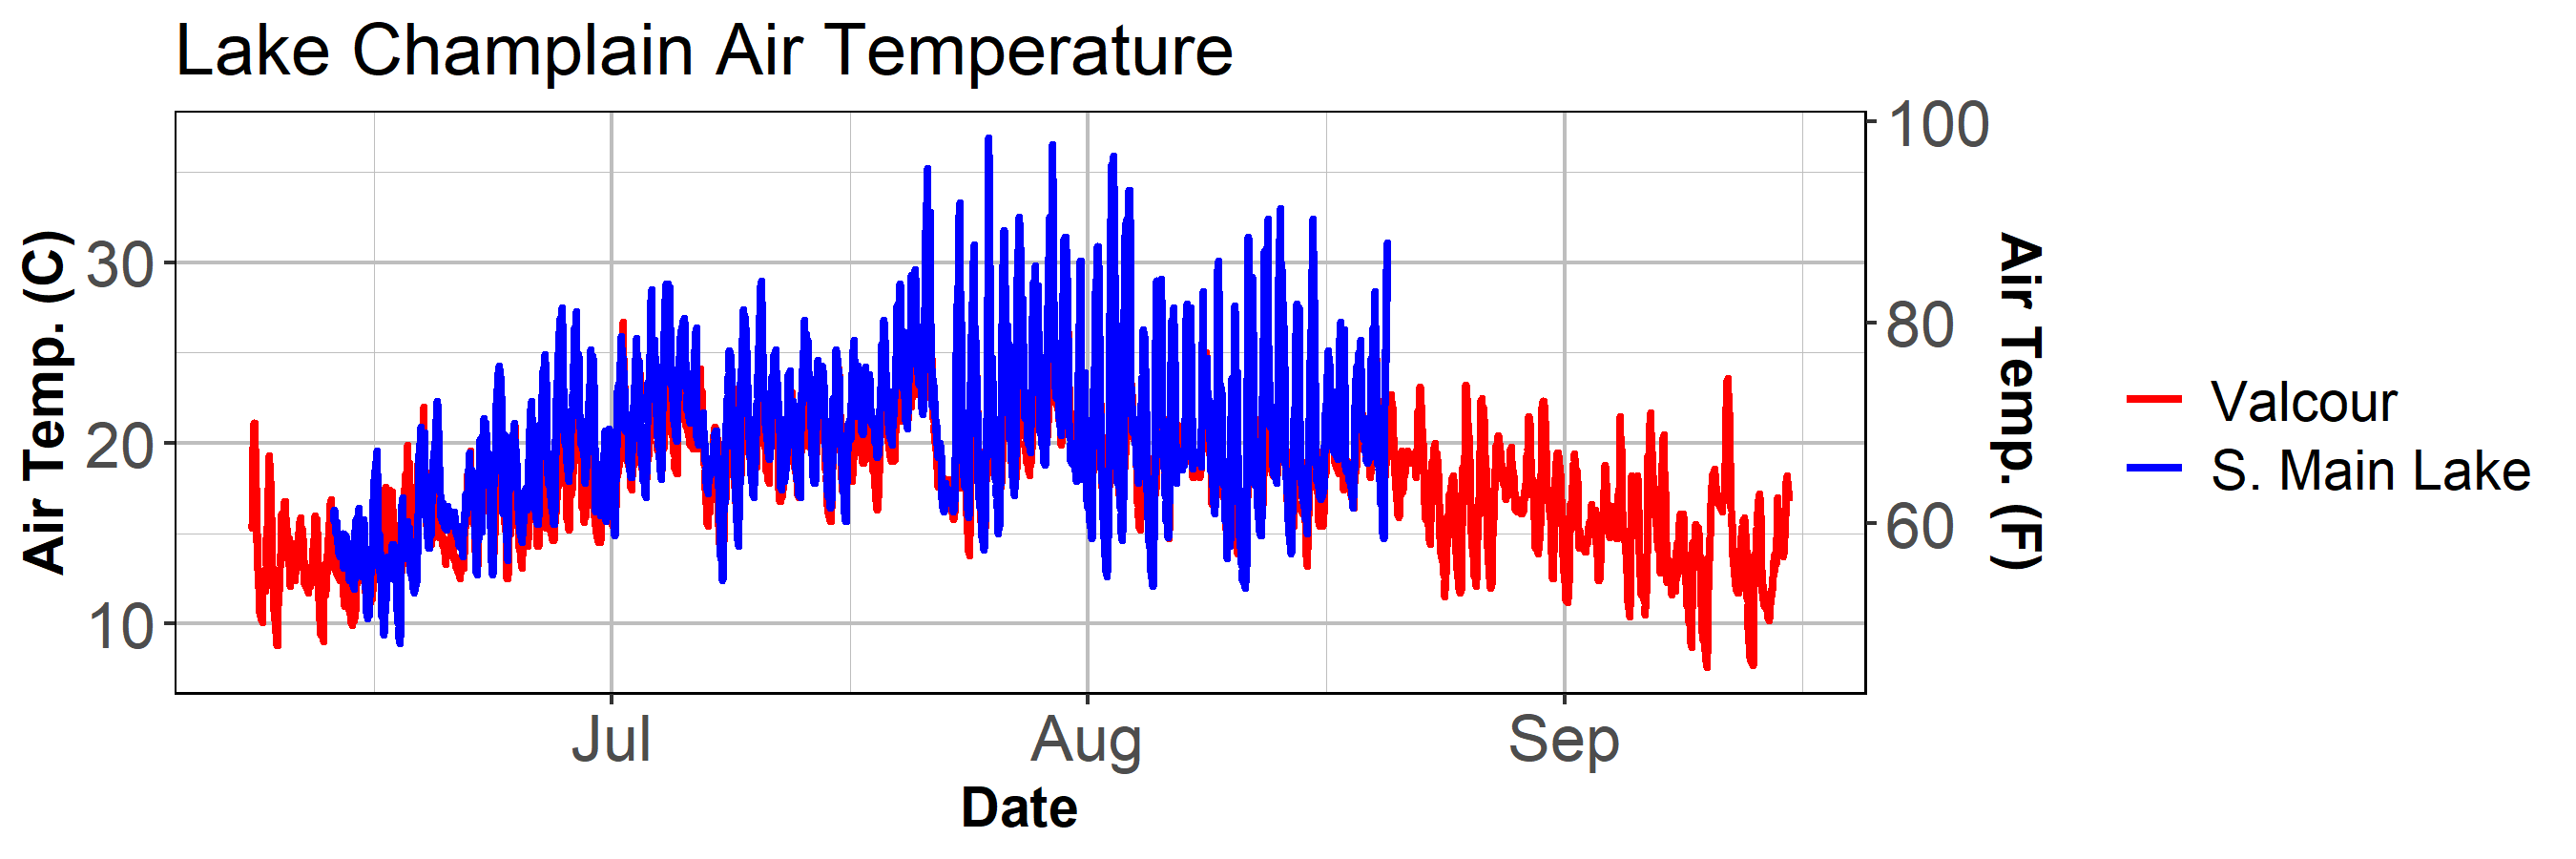 Lake Champlain Air Temperature
Air Temp. (C)
30
20
10
100
80
60
Air Temp. (F)
Jul
Aug
Sep
Date
Valcour
S. Main Lake